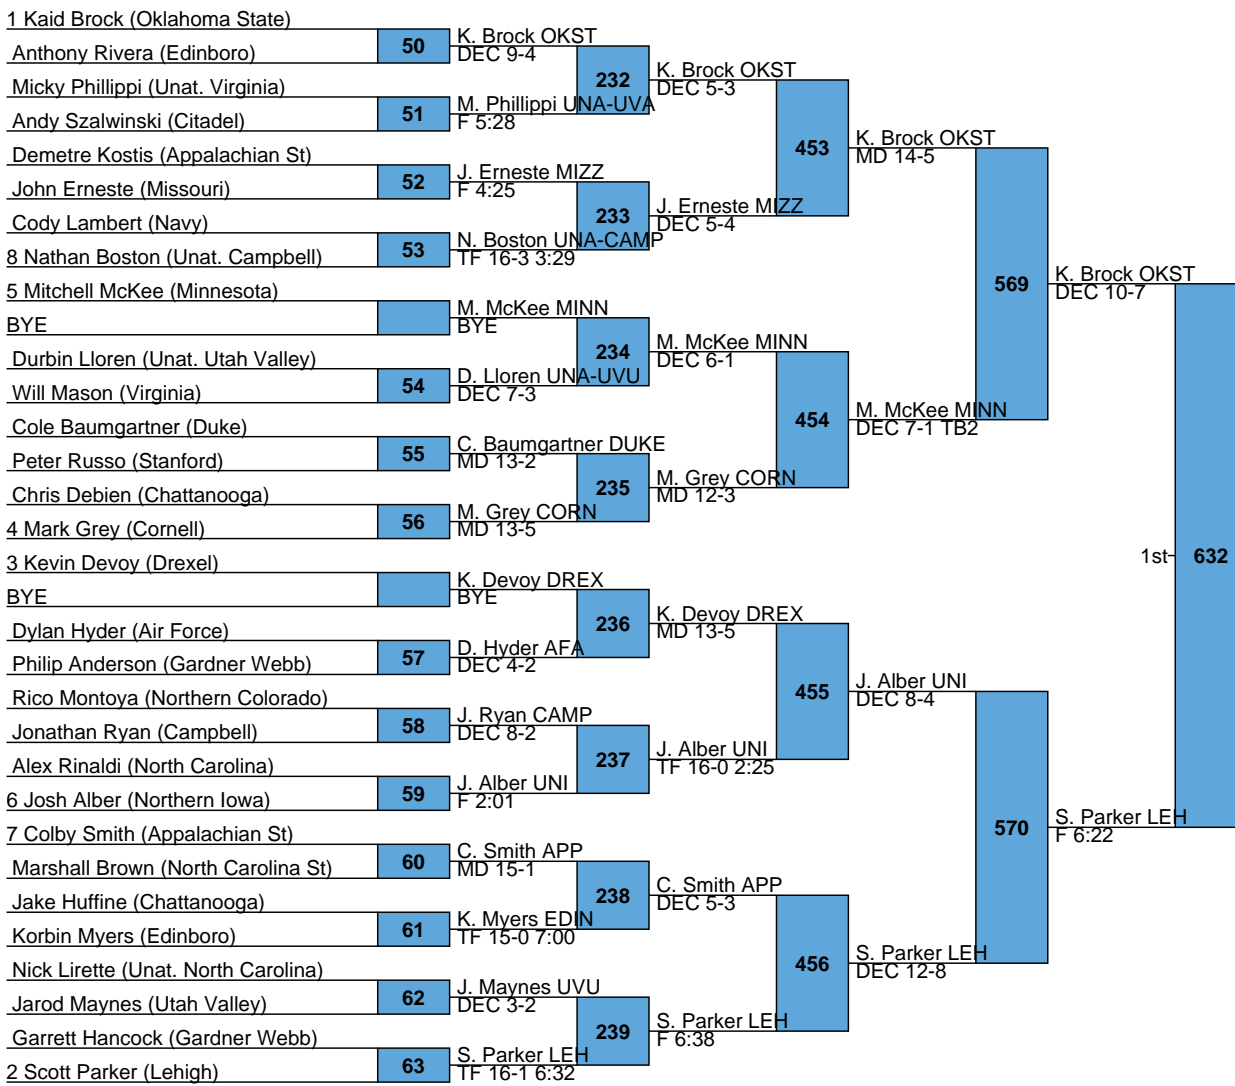 1 Kaid Brock (Oklahoma State)
Anthony Rivera (Edinboro)
Micky Phillippi (Unat. Virginia)
Andy Szalwinski (Citadel)
Demetre Kostis (Appalachian St)
John Erneste (Missouri)
Cody Lambert (Navy)
8 Nathan Boston (Unat. Campbell)
5 Mitchell McKee (Minnesota)
BYE
Durbin Lloren (Unat. Utah Valley)
Will Mason (Virginia)
Cole Baumgartner (Duke)
Peter Russo (Stanford)
Chris Debien (Chattanooga)
4 Mark Grey (Cornell)
3 Kevin Devoy (Drexel)
BYE
Dylan Hyder (Air Force)
Philip Anderson (Gardner Webb)
Rico Montoya (Northern Colorado)
Jonathan Ryan (Campbell)
Alex Rinaldi (North Carolina)
6 Josh Alber (Northern Iowa)
7 Colby Smith (Appalachian St)
Marshall Brown (North Carolina St)
Jake Huffine (Chattanooga)
Korbin Myers (Edinboro)
Nick Lirette (Unat. North Carolina)
Jarod Maynes (Utah Valley)
Garrett Hancock (Gardner Webb)
2 Scott Parker (Lehigh)
50
51
52
53
54
55
56
57
58
59
60
61
62
63
K. Brock OKST
DEC 9-4
M. Phillippi UNA-UVA
F 5:28
J. Erneste MIZZ
F 4:25
N. Boston UNA-CAMP
TF 16-3 3:29
M. McKee MINN
BYE
D. Lloren UNA-UVU
DEC 7-3
C. Baumgartner DUKE
MD 13-2
M. Grey CORN
MD 13-5
K. Devoy DREX
BYE
D. Hyder AFA
DEC 4-2
J. Ryan CAMP
DEC 8-2
J. Alber UNI
F 2:01
C. Smith APP
MD 15-1
K. Myers EDIN
TF 15-0 7:00
J. Maynes UVU
DEC 3-2
S. Parker LEH
TF 16-1 6:32
232
233
234
235
236
237
238
239
K. Brock OKST
DEC 5-3
J. Erneste MIZZ
DEC 5-4
M. McKee MINN
DEC 6-1
M. Grey CORN
MD 12-3
K. Devoy DREX
MD 13-5
J. Alber UNI
TF 16-0 2:25
C. Smith APP
DEC 5-3
S. Parker LEH
F 6:38
453
454
455
456
K. Brock OKST
MD 14-5
M. McKee MINN
DEC 7-1 TB2
J. Alber UNI
DEC 8-4
S. Parker LEH
DEC 12-8
569
570
K. Brock OKST
DEC 10-7
S. Parker LEH
F 6:22
1st
632